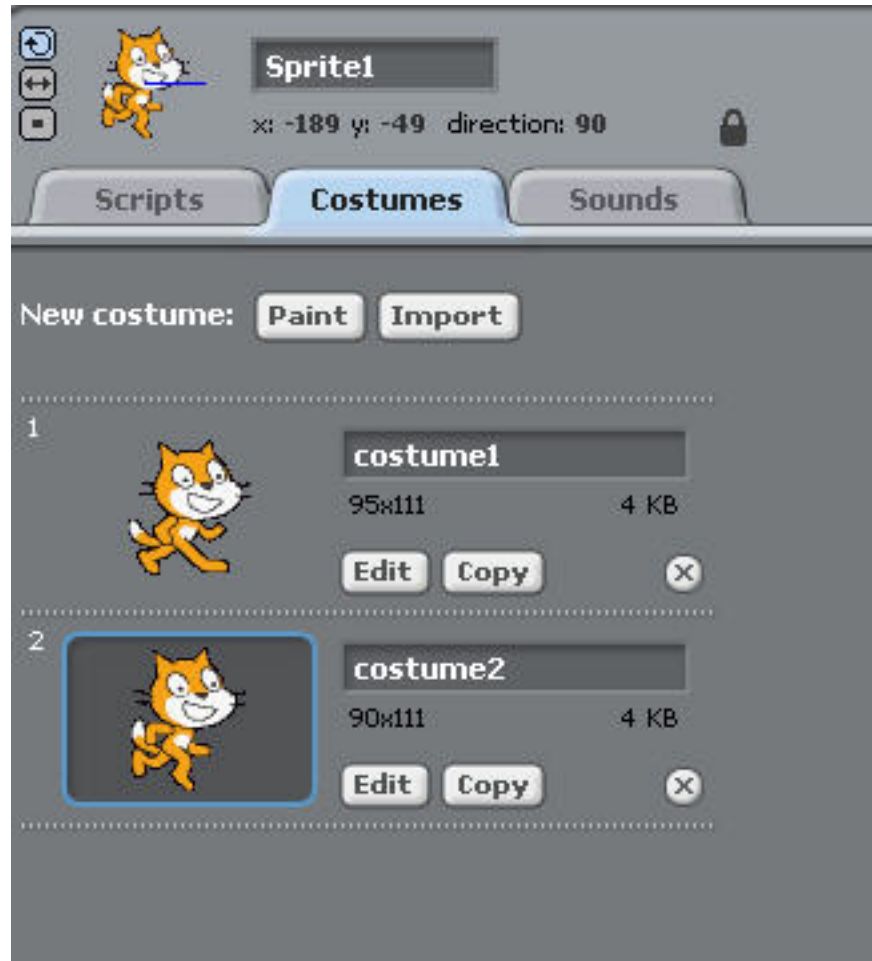 Sprite1
x: -189 y: -49 direction: 90
Scripts Costumes Sounds
New costume: Paint Import
1
costume1
95x111 4 KB
Edit Copy
2
costume2
90x111 4 KB
Edit Copy